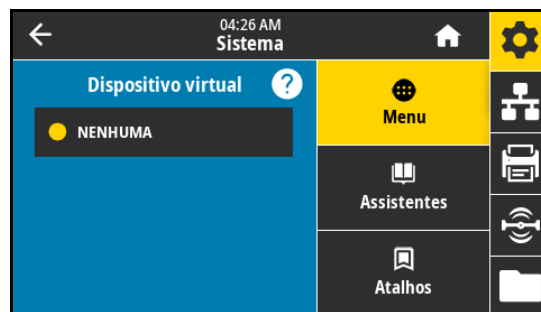 04:26 AM
Sistema
Dispositivo virtual ?
NENHUMA
Menu
Assistentes
Atalhos